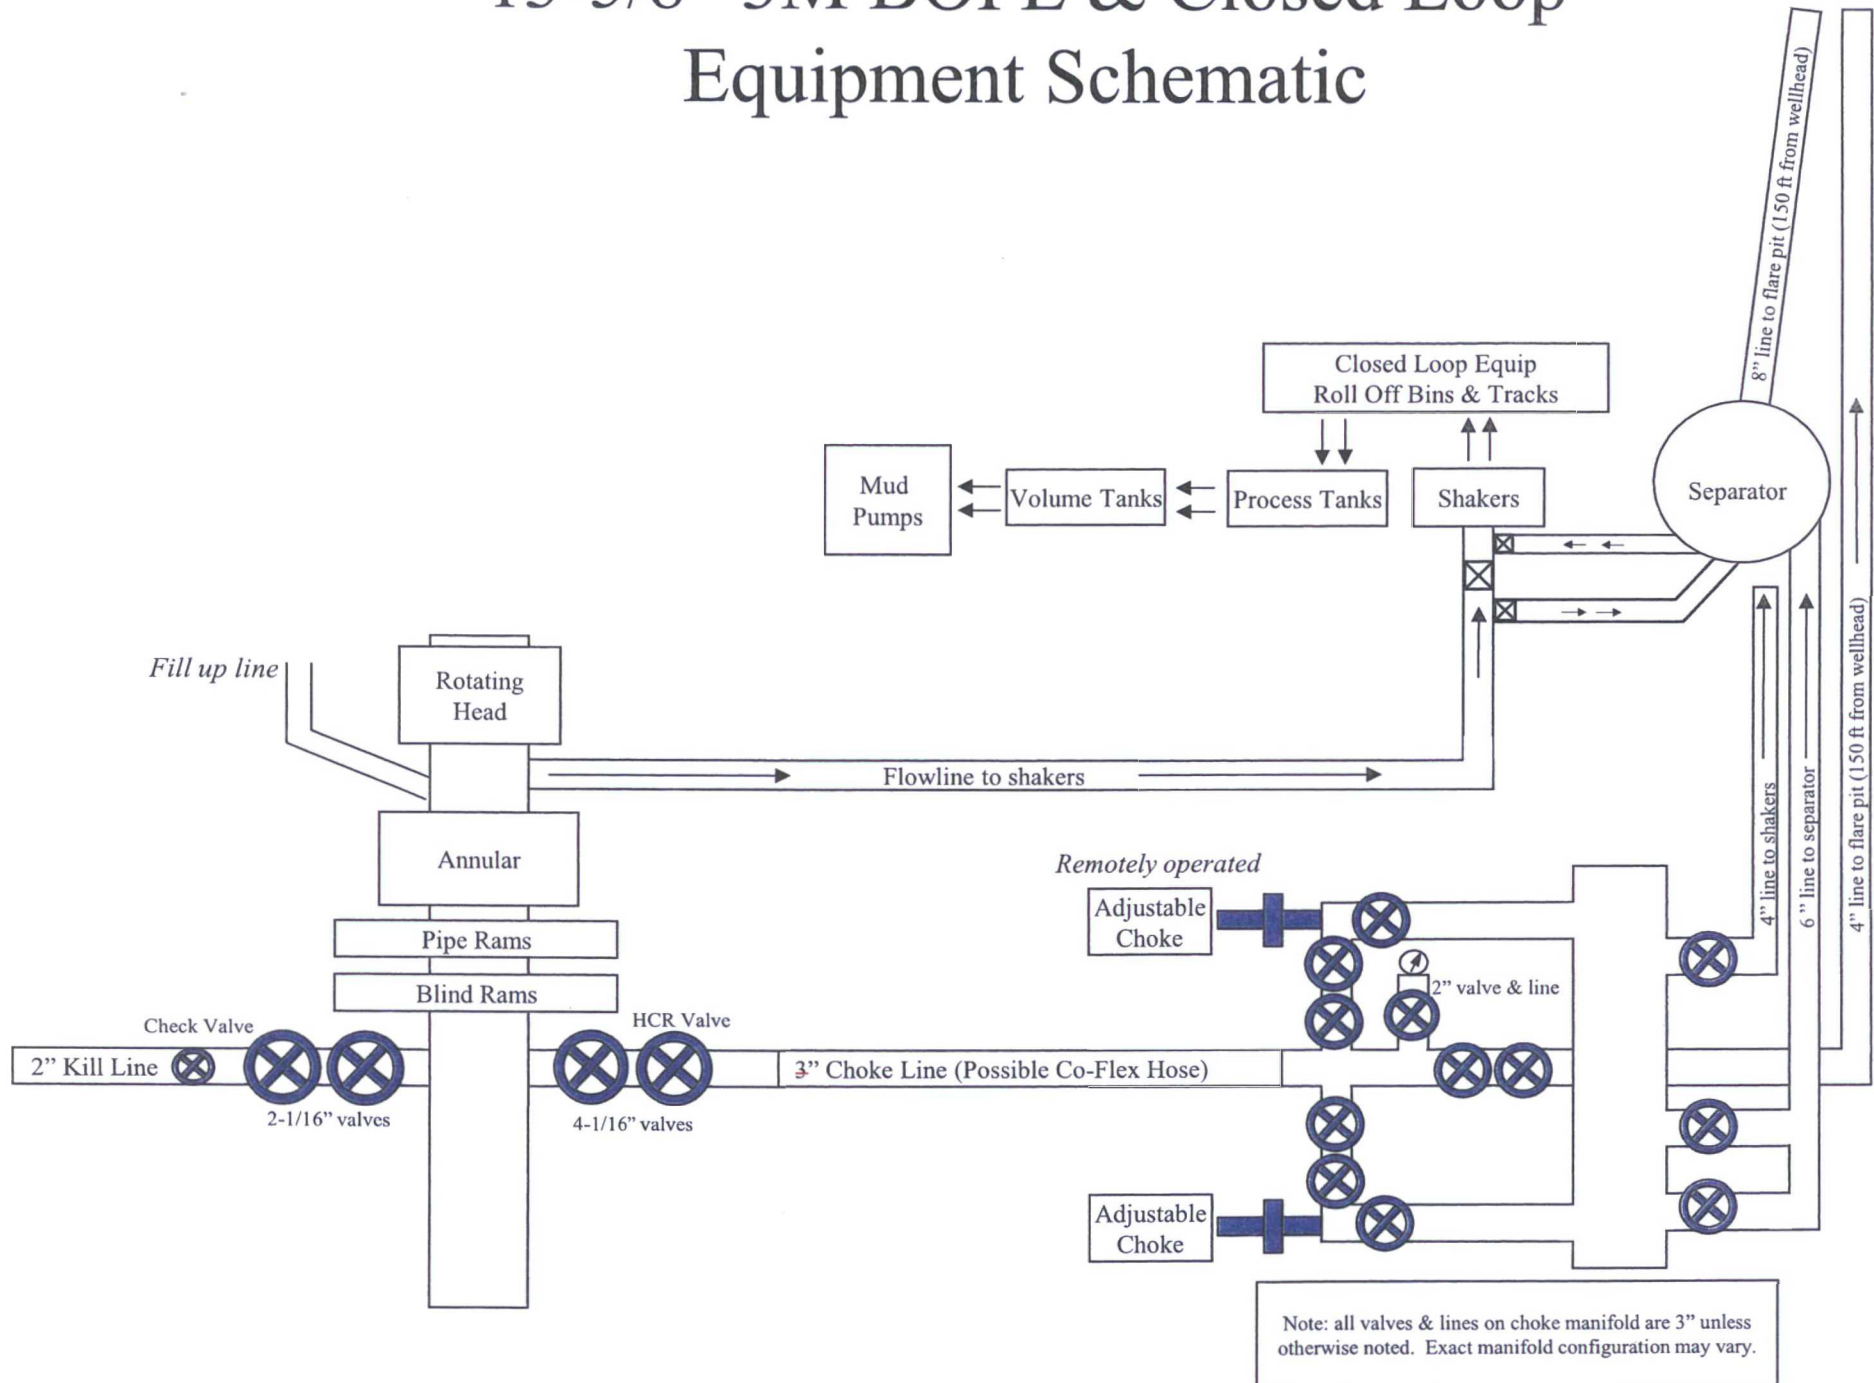 Equipment Schematic
8” line to flare pit (150 ft from wellhead)
Closed Loop Equip
Roll Off Bins & Tracks
Mud
Pumps
Volume Tanks
Process Tanks
Shakers
Separator
Fill up line
Rotating
Head
Flowline to shakers
4” line to shakers
6” line to separator
4” line to flare pit (150 ft from wellhead)
Annular
Remotely operated
Adjustable
Choke
Pipe Rams
Blind Rams
2” valve & line
Check Valve
HCR Valve
2” Kill Line
3” Choke Line (Possible Co-Flex Hose)
2-1/16” valves
4-1/16” valves
Adjustable
Choke
Note: all valves & lines on choke manifold are 3” unless
otherwise noted. Exact manifold configuration may vary.